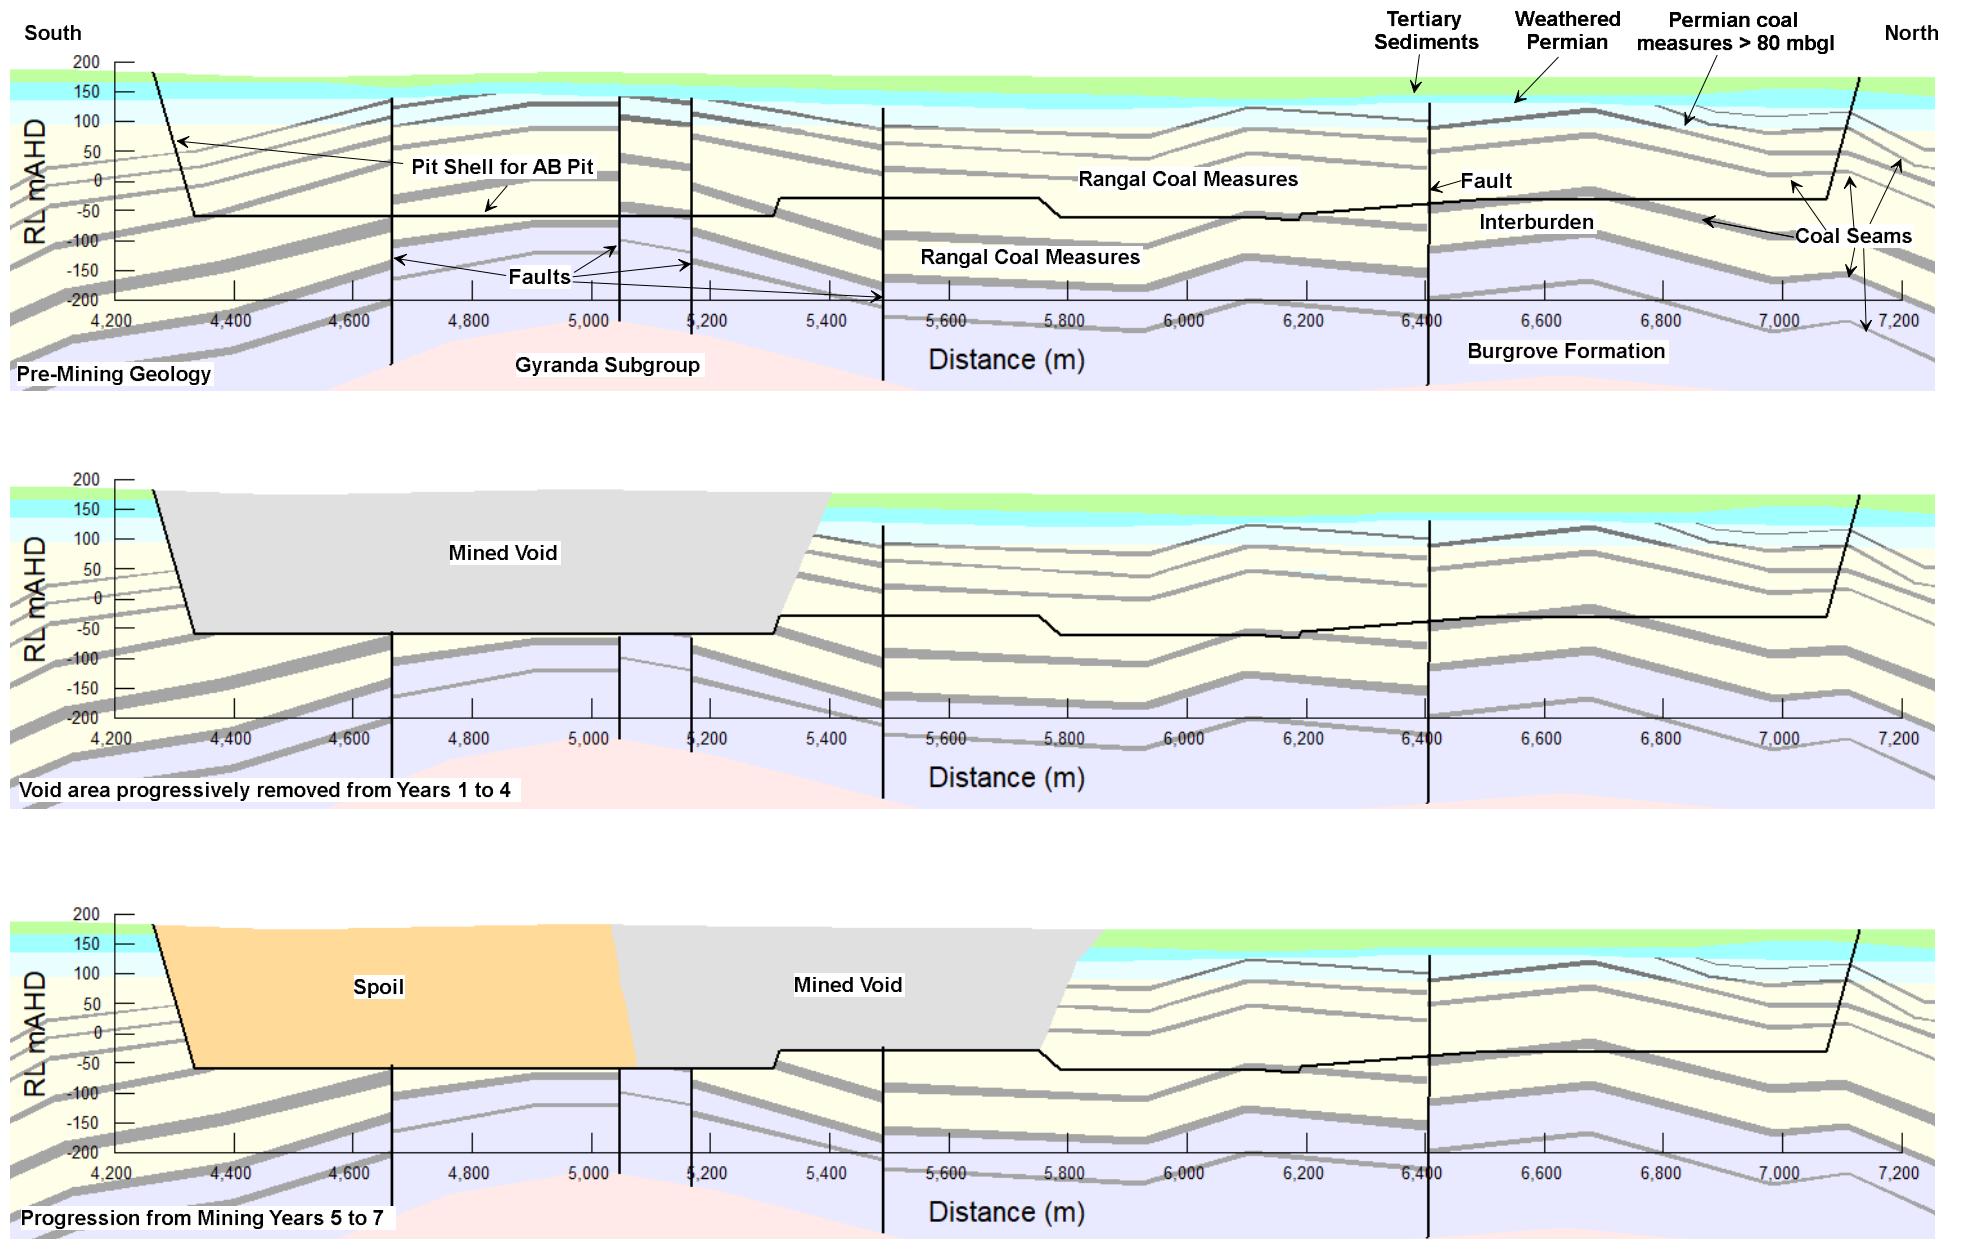 South
Tertiary
Sediments
Weathered
Permian
Permian coal
measures > 80 mbgl
North
RL mAHD
200
150
100
50
0
-50
-100
-150
-200
Pit Shell for AB Pit
Rangal Coal Measures
Fault
Interburden
Coal Seams
Rangal Coal Measures
Faults
4,200 4,400 4,600 4,800 5,000 5,200 5,400 5,600 5,800 6,000 6,200 6,400 6,600 6,800 7,000 7,200
Distance (m)
Gyranda Subgroup
Burgrove Formation
Pre-Mining Geology
RL mAHD
200
150
100
50
0
-50
-100
-150
-200
Mined Void
4,200 4,400 4,600 4,800 5,000 5,200 5,400 5,600 5,800 6,000 6,200 6,400 6,600 6,800 7,000 7,200
Distance (m)
Void area progressively removed from Years 1 to 4
RL mAHD
200
150
100
50
0
-50
-100
-150
-200
Spoil
Mined Void
4,200 4,400 4,600 4,800 5,000 5,200 5,400 5,600 5,800 6,000 6,200 6,400 6,600 6,800 7,000 7,200
Distance (m)
Progression from Mining Years 5 to 7